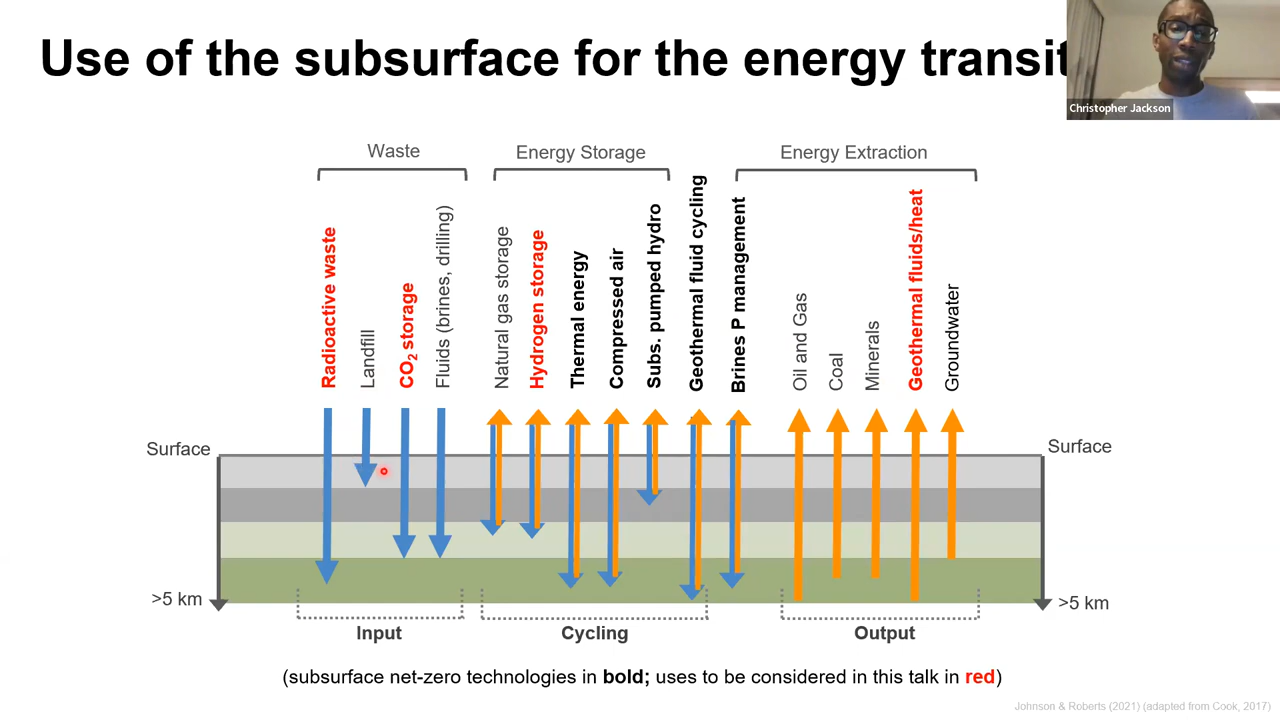 Use of the subsurface for the energy transit
Christopher Jackson
Waste
Energy Storage
Energy Extraction
Radioactive waste
Landfill
CO₂ storage
Fluids (brines, drilling)
Natural gas storage
Hydrogen storage
Thermal energy
Compressed air
Subs. pumped hydro
Geothermal fluid cycling
Brines P management
Oil and Gas
Coal
Minerals
Geothermal fluids/heat
Groundwater
Surface
Surface
>5 km
>5 km
Input
Cycling
Output
(subsurface net-zero technologies in bold; uses to be considered in this talk in red)
Johnson & Roberts (2021) (adapted from Cook, 2017)